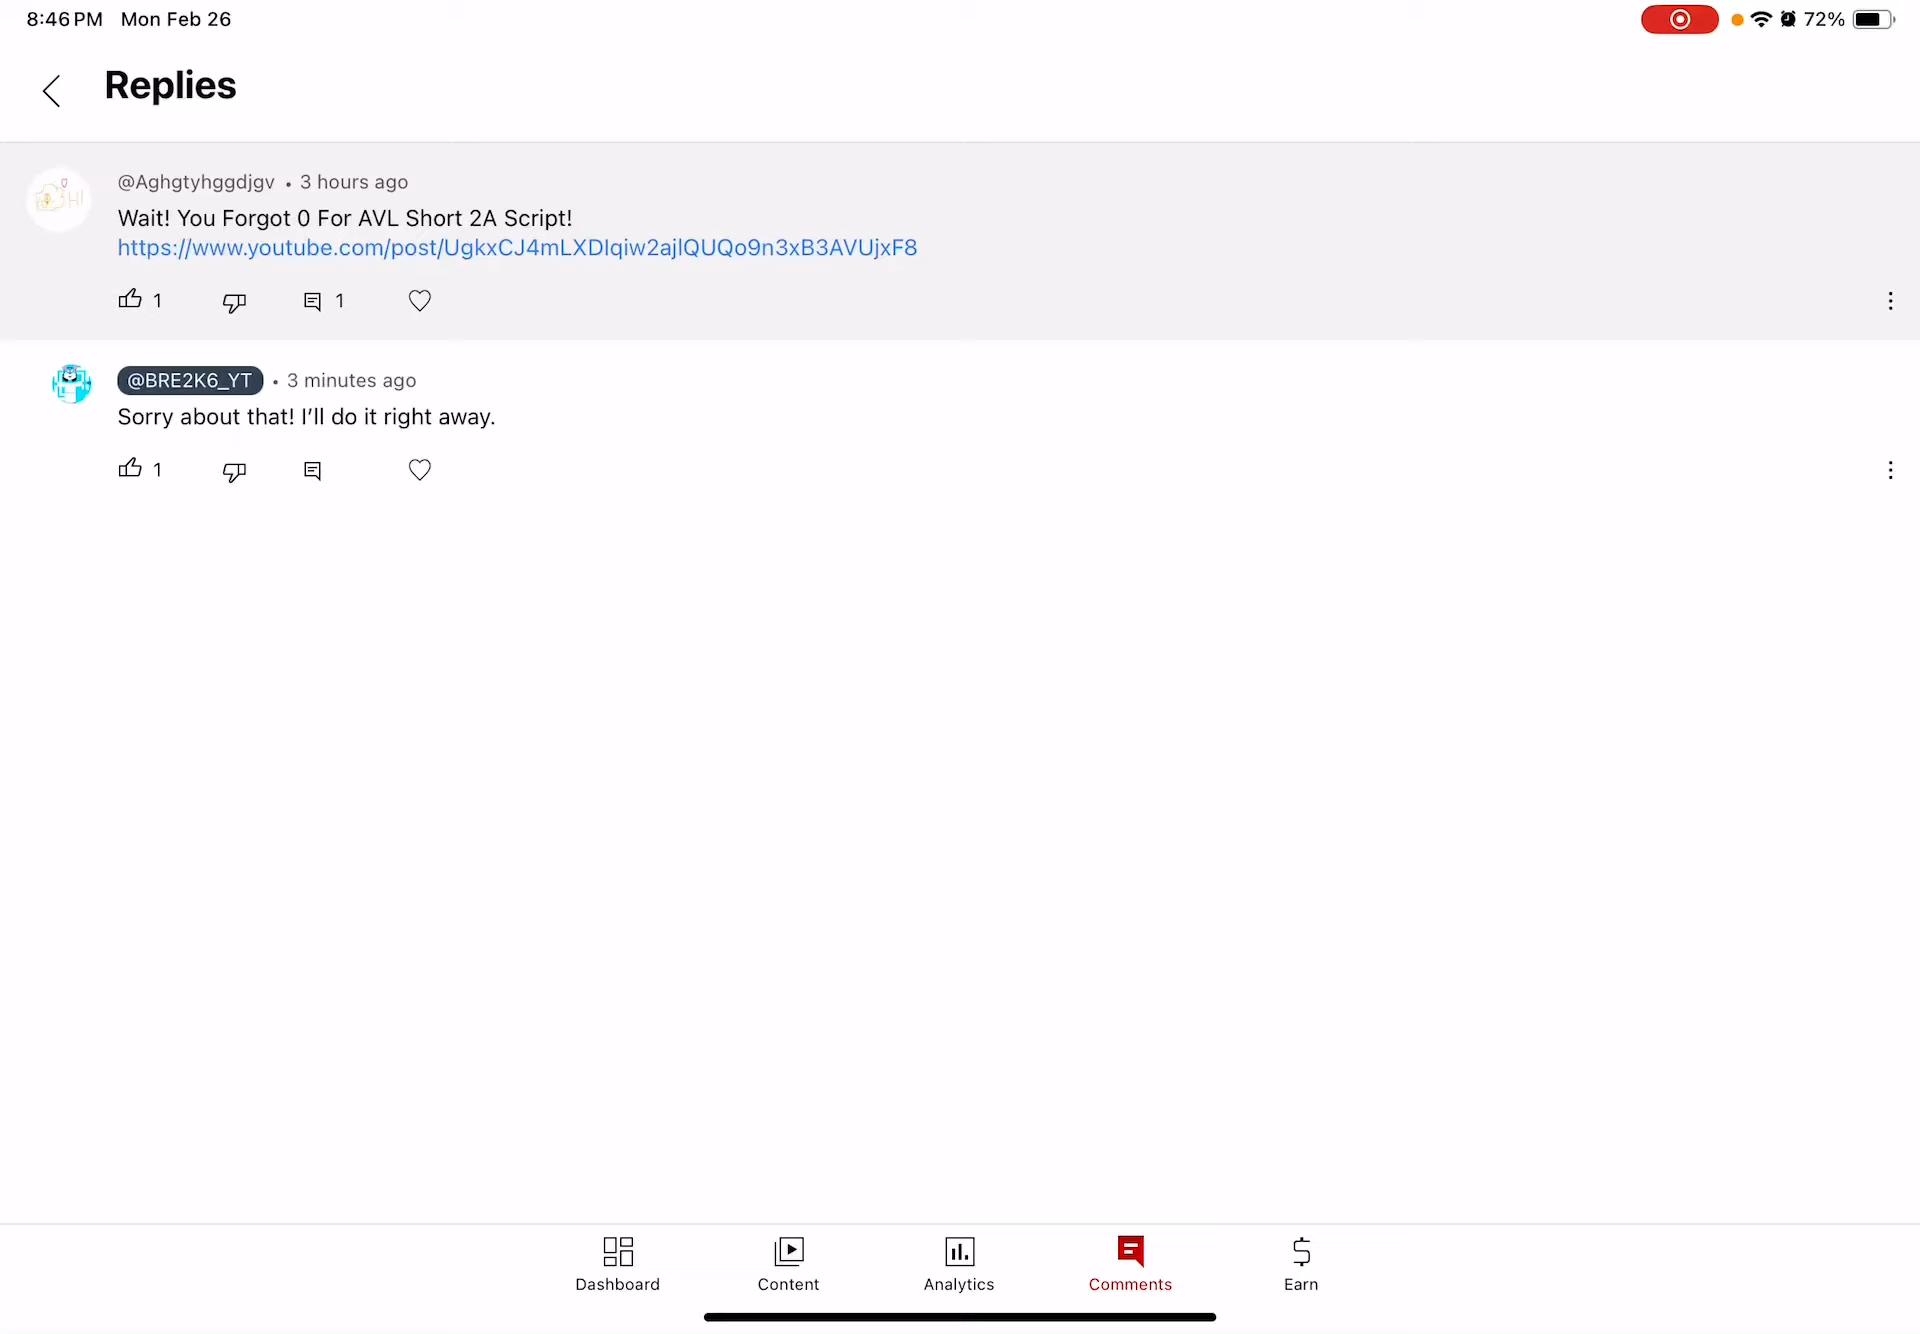 8:46 PM Mon Feb 26
72%
Replies
@Aghgtyhggdjgv • 3 hours ago
Wait! You Forgot 0 For AVL Short 2A Script!
https://www.youtube.com/post/UgkxCJ4mLXDIqiw2ajlQUQo9n3xB3AVUjxF8
1 1
@BRE2K6_YT • 3 minutes ago
Sorry about that! I’ll do it right away.
1
Dashboard Content Analytics Comments Earn